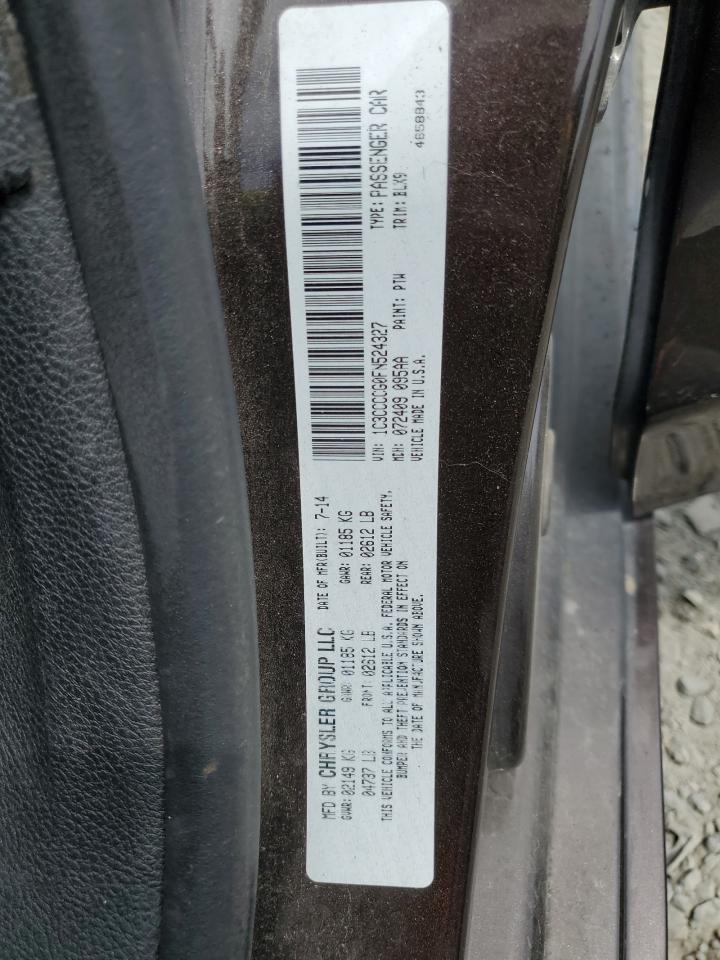 MFD BY CHRYSLER GROUP LLC DATE OF MFR(BUILT): 7-14
GVWR: 02149 KG GAWR: 01185 KG GAWR: 01185 KG
04737 LB FRONT: 02612 LB REAR: 02612 LB
THIS VEHICLE CONFORMS TO ALL APPLICABLE U.S.A. FEDERAL MOTOR VEHICLE SAFETY,
BUMPER AND THEFT PREVENTION STANDARDS IN EFFECT ON
THE DATE OF MANUFACTURE SHOWN ABOVE.
VIN: 1C3CCCCG0FN524327 TYPE: PASSENGER CAR
MDH: 072409 095AA PAINT: PTW TRIM: BLX9
VEHICLE MADE IN U.S.A. 4658843